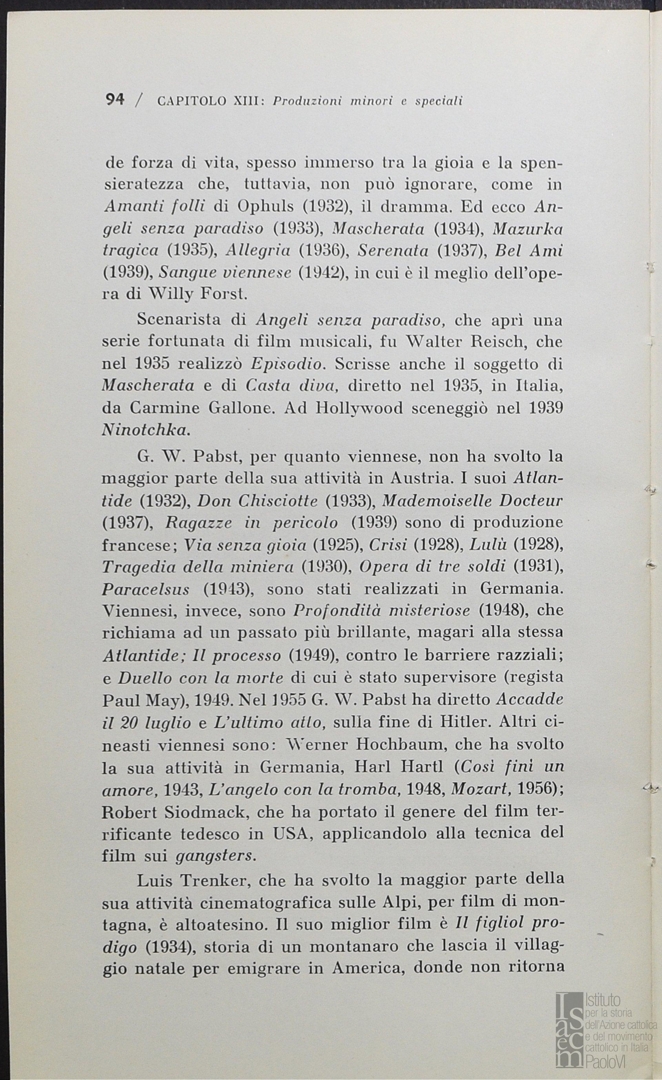 94 / CAPITOLO XIII: Produzioni minori e speciali
de forza di vita, spesso immerso tra la gioia e la spen-
sieratezza che, tuttavia, non può ignorare, come in
Amanti folli di Ophuls (1932), il dramma. Ed ecco An-
geli senza paradiso (1933), Mascherata (1934), Mazurka
tragica (1935), Allegria (1936), Serenata (1937), Bel Ami
(1939), Sangue viennese (1942), in cui è il meglio dell'ope-
ra di Willy Forst.
Scenarista di Angeli senza paradiso, che aprì una
serie fortunata di film musicali, fu Walter Reisch, che
nel 1935 realizzò Episodio. Scrisse anche il soggetto di
Mascherata e di Casta diva, diretto nel 1935, in Italia,
da Carmine Gallone. Ad Hollywood sceneggiò nel 1939
Ninotchka.
G. W. Pabst, per quanto viennese, non ha svolto la
maggior parte della sua attività in Austria. I suoi Atlan-
tide (1932), Don Chisciotte (1933), Mademoiselle Docteur
(1937), Ragazze in pericolo (1939) sono di produzione
francese; Via senza gioia (1925), Crisi (1928), Lulù (1928),
Tragedia della miniera (1930), Opera di tre soldi (1931),
Paracelsus (1943), sono stati realizzati in Germania.
Viennesi, invece, sono Profondità misteriose (1948), che
richiama ad un passato più brillante, magari alla stessa
Atlantide; Il processo (1949), contro le barriere razziali;
e Duello con la morte di cui è stato supervisore (regista
Paul May), 1949. Nel 1955 G. W. Pabst ha diretto Accadde
il 20 luglio e L'ultimo atto, sulla fine di Hitler. Altri ci-
neasti viennesi sono: Werner Hochbaum, che ha svolto
la sua attività in Germania, Harl Hartl (Così finì un
amore, 1943, L'angelo con la tromba, 1948, Mozart, 1956);
Robert Siodmack, che ha portato il genere del film ter-
rificante tedesco in USA, applicandolo alla tecnica del
film sui gangsters.
Luis Trenker, che ha svolto la maggior parte della
sua attività cinematografica sulle Alpi, per film di mon-
tagna, è altoatesino. Il suo miglior film è Il figliol pro-
digo (1934), storia di un montanaro che lascia il villag-
gio natale per emigrare in America, donde non ritorna
Isacem
Istituto
per la storia
dell'Azione cattolica
e del movimento
cattolico in Italia
PaoloVI